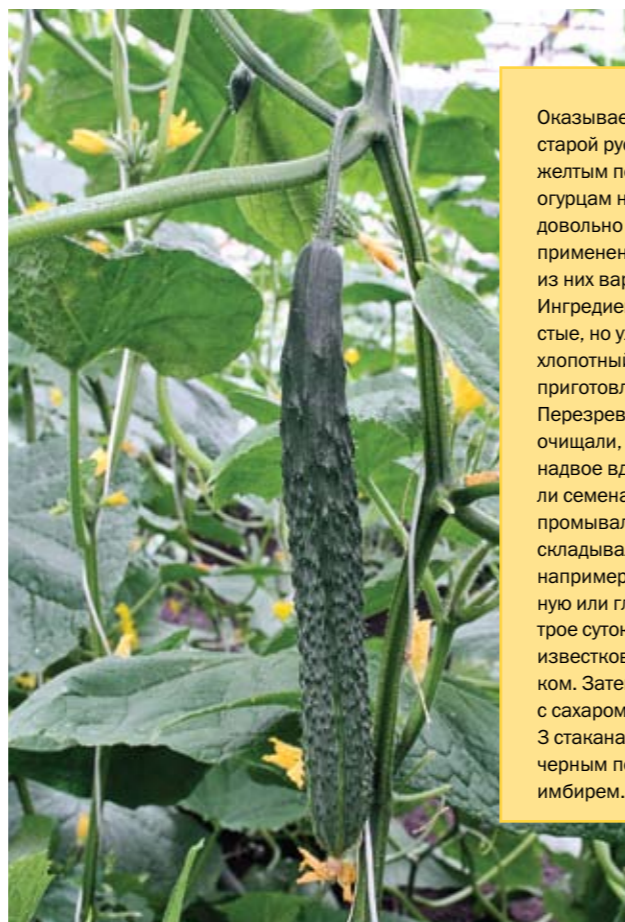 Оказывае
старой рус
желтым по
огурцам н
довольно
применен
из них вар
Ингредие
стые, но у
хлопотный
приготовл
Перезрев
очищали,
надвое вд
ли семена
промывал
складыва
например
ную или гл
трое суток
известков
ком. Зате
с сахаром
3 стакана
черным пе
имбирем.